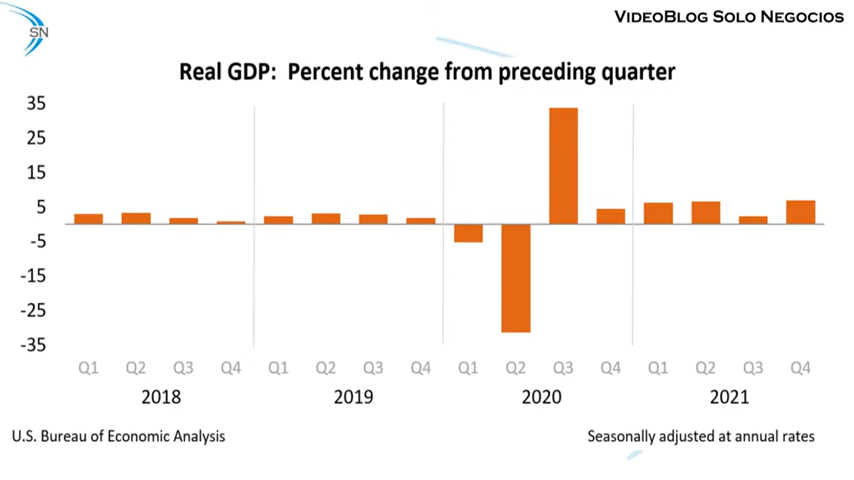 SN
VideoBlog Solo Negocios
Real GDP: Percent change from preceding quarter
35
25
15
5
-5
-15
-25
-35
Q1 Q2 Q3 Q4 Q1 Q2 Q3 Q4 Q1 Q2 Q3 Q4 Q1 Q2 Q3 Q4
2018 2019 2020 2021
U.S. Bureau of Economic Analysis
Seasonally adjusted at annual rates